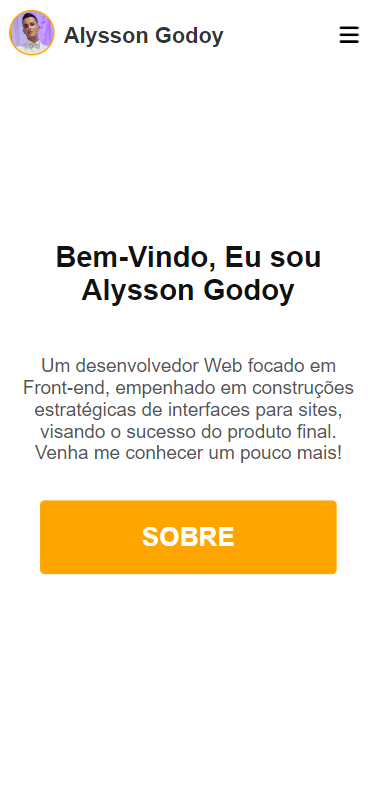 Alysson Godoy
Bem-Vindo, Eu sou
Alysson Godoy
Um desenvolvedor Web focado em
Front-end, empenhado em construções
estratégicas de interfaces para sites,
visando o sucesso do produto final.
Venha me conhecer um pouco mais!
SOBRE